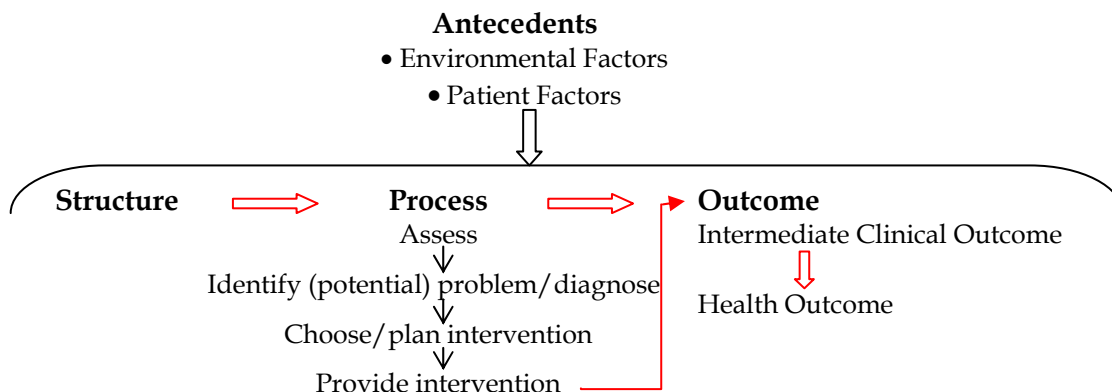 Antecedents
• Environmental Factors
• Patient Factors
Structure
Process
Outcome
Assess
Intermediate Clinical Outcome
Identify (potential) problem/diagnose
Health Outcome
Choose/plan intervention
Provide intervention